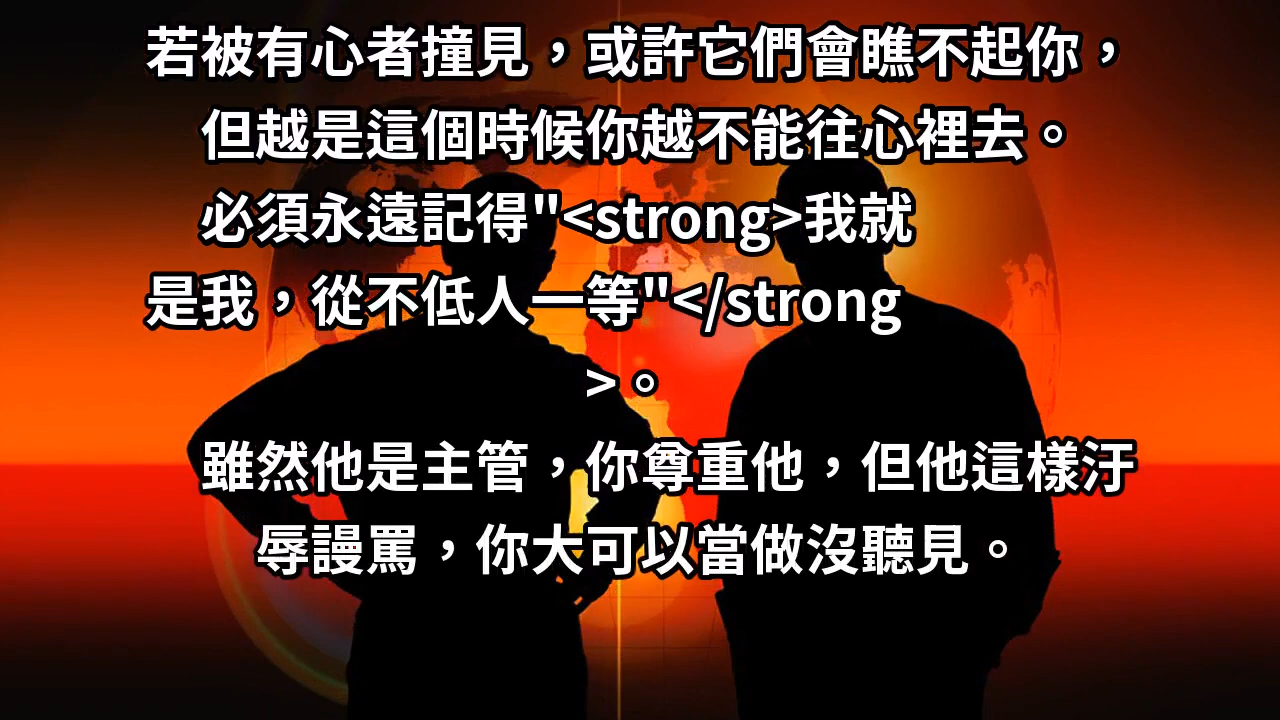 若被有心者撞見，或許它們會瞧不起你，
但越是這個時候你越不能往心裡去。
必須永遠記得"<strong>我就
是我，從不低人一等"</strong
>。
雖然他是主管，你尊重他，但他這樣汙
辱謾罵，你大可以當做沒聽見。